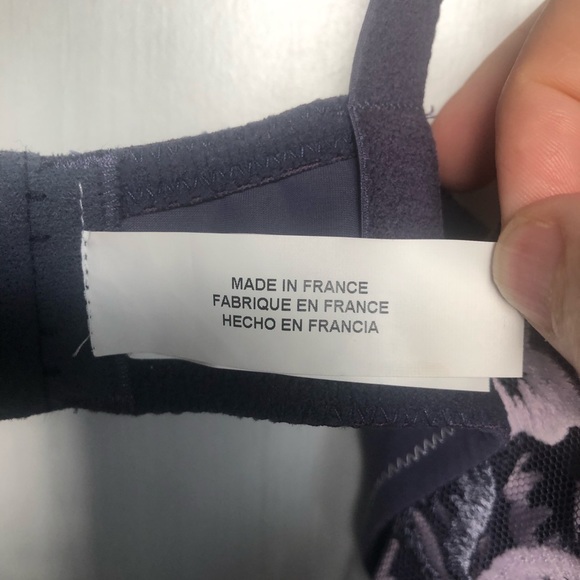 MADE IN FRANCE
FABRIQUE EN FRANCE
HECHO EN FRANCIA